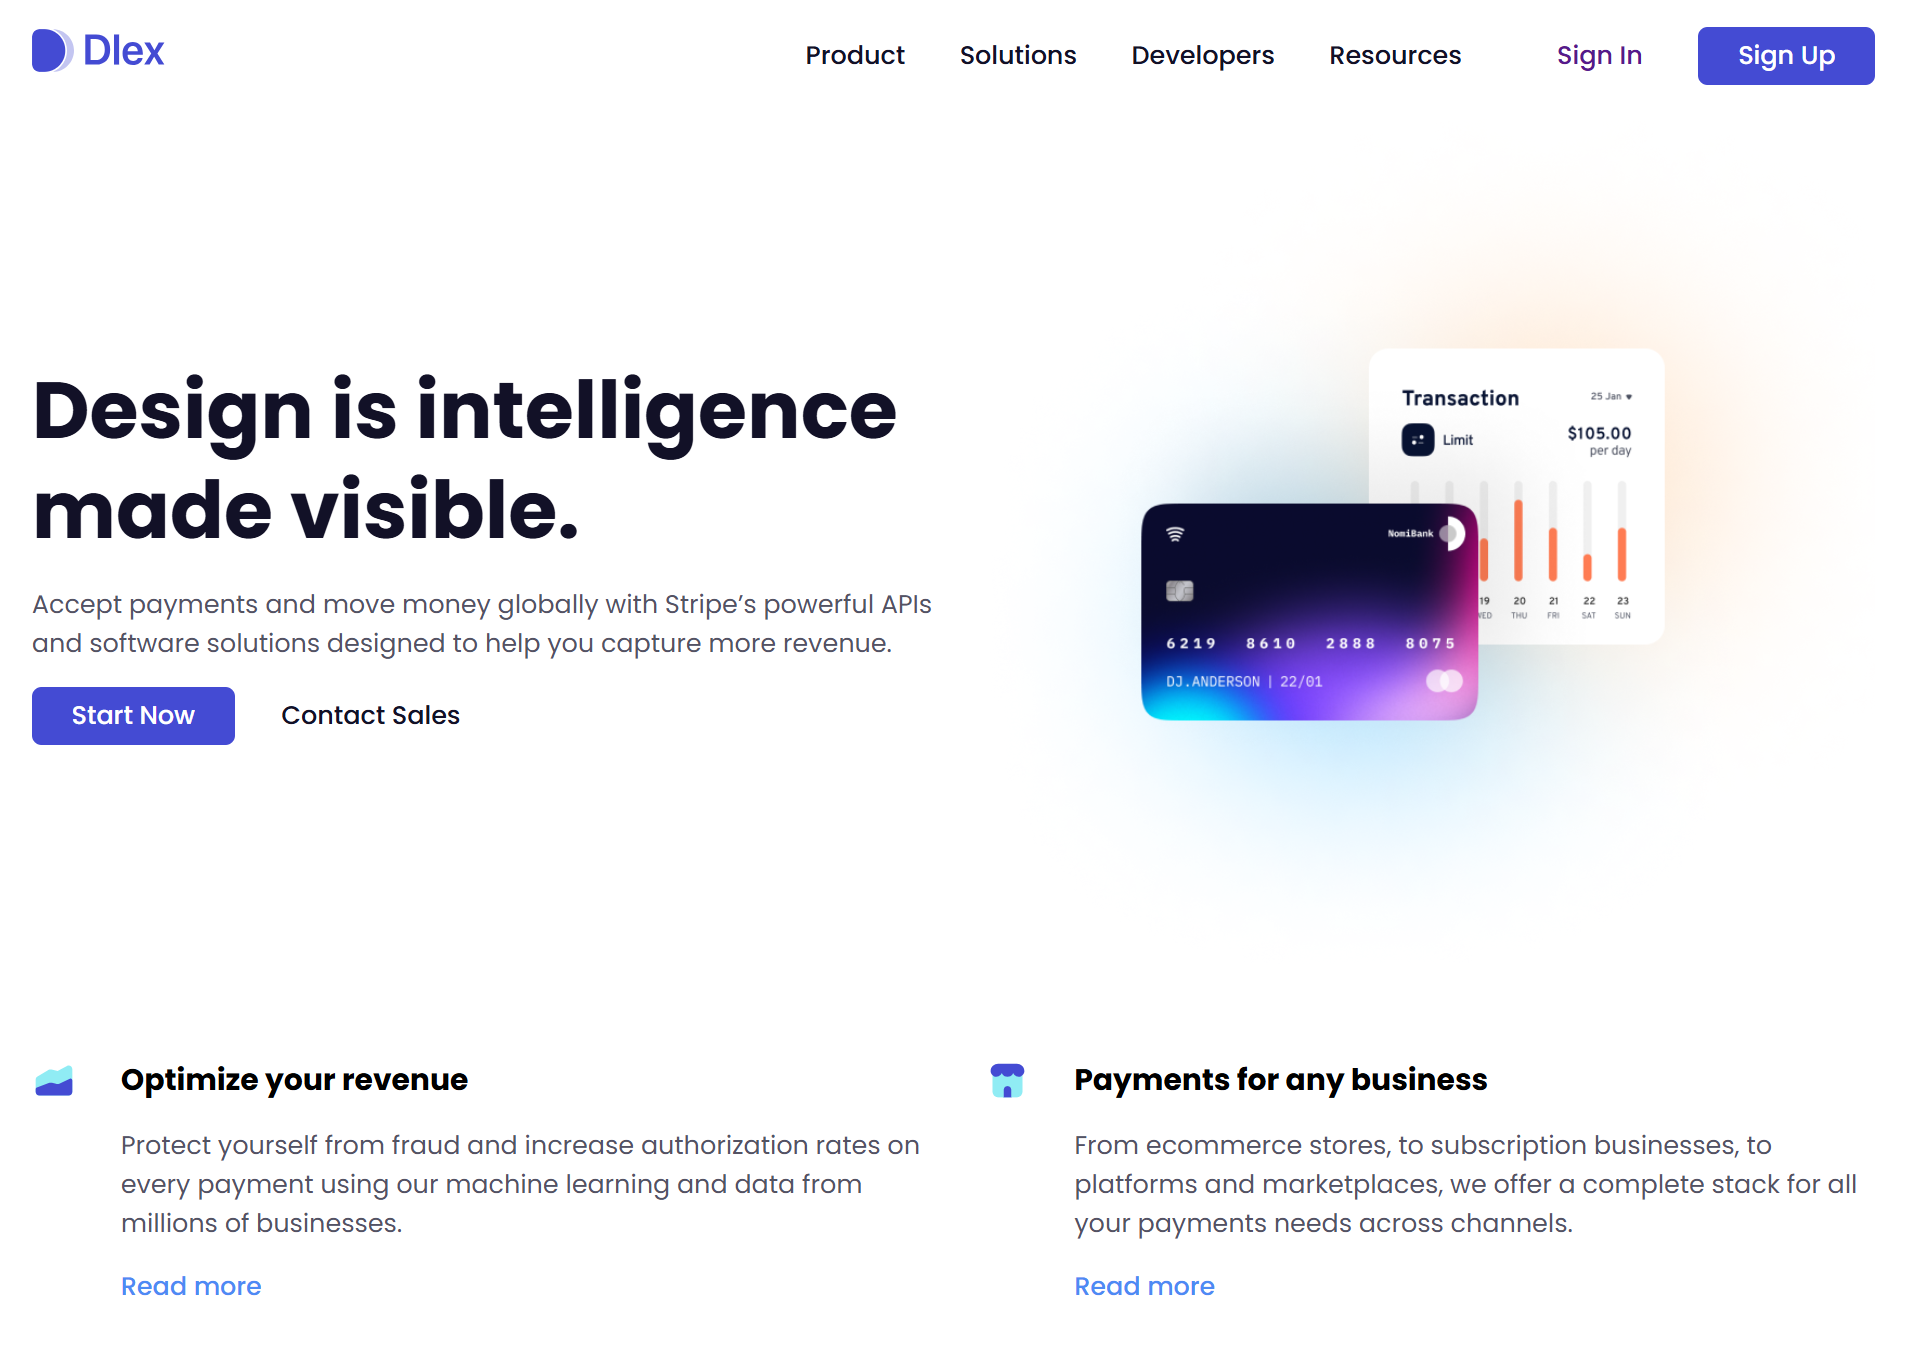 Dlex
Product
Solutions
Developers
Resources
Sign In
Sign Up
Design is intelligence
made visible.
Accept payments and move money globally with Stripe’s powerful APIs
and software solutions designed to help you capture more revenue.
Start Now
Contact Sales
Transaction
25 Jan
Limit
$105.00
per day
19 20 21 22 23
THU FRI SAT SUN
NomiBank
6219 8610 2888 8075
DJ.ANDERSON | 22/01
Optimize your revenue
Protect yourself from fraud and increase authorization rates on
every payment using our machine learning and data from
millions of businesses.
Read more
Payments for any business
From ecommerce stores, to subscription businesses, to
platforms and marketplaces, we offer a complete stack for all
your payments needs across channels.
Read more